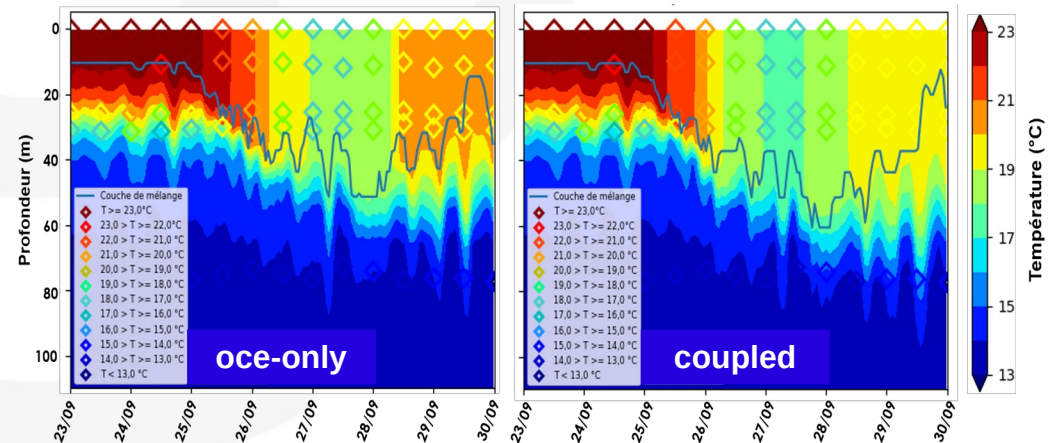 0
20
40
60
80
100
Profondeur (m)
Couche de mélange
T >= 23,0°C
23,0 > T >= 22,0°C
22,0 > T >= 21,0 °C
21,0 > T >= 20,0 °C
20,0 > T >= 19,0 °C
19,0 > T >= 18,0 °C
18,0 > T >= 17,0 °C
17,0 > T >= 16,0 °C
16,0 > T >= 15,0 °C
15,0 > T >= 14,0 °C
14,0 > T >= 13,0 °C
T < 13,0 °C
oce-only
23/09
24/09
25/09
26/09
27/09
28/09
29/09
30/09
Couche de mélange
T >= 23,0°C
23,0 > T >= 22,0°C
22,0 > T >= 21,0 °C
21,0 > T >= 20,0 °C
20,0 > T >= 19,0 °C
19,0 > T >= 18,0 °C
18,0 > T >= 17,0 °C
17,0 > T >= 16,0 °C
16,0 > T >= 15,0 °C
15,0 > T >= 14,0 °C
14,0 > T >= 13,0 °C
T < 13,0 °C
coupled
23/09
24/09
25/09
26/09
27/09
28/09
29/09
30/09
23
21
19
17
15
13
Température (°C)